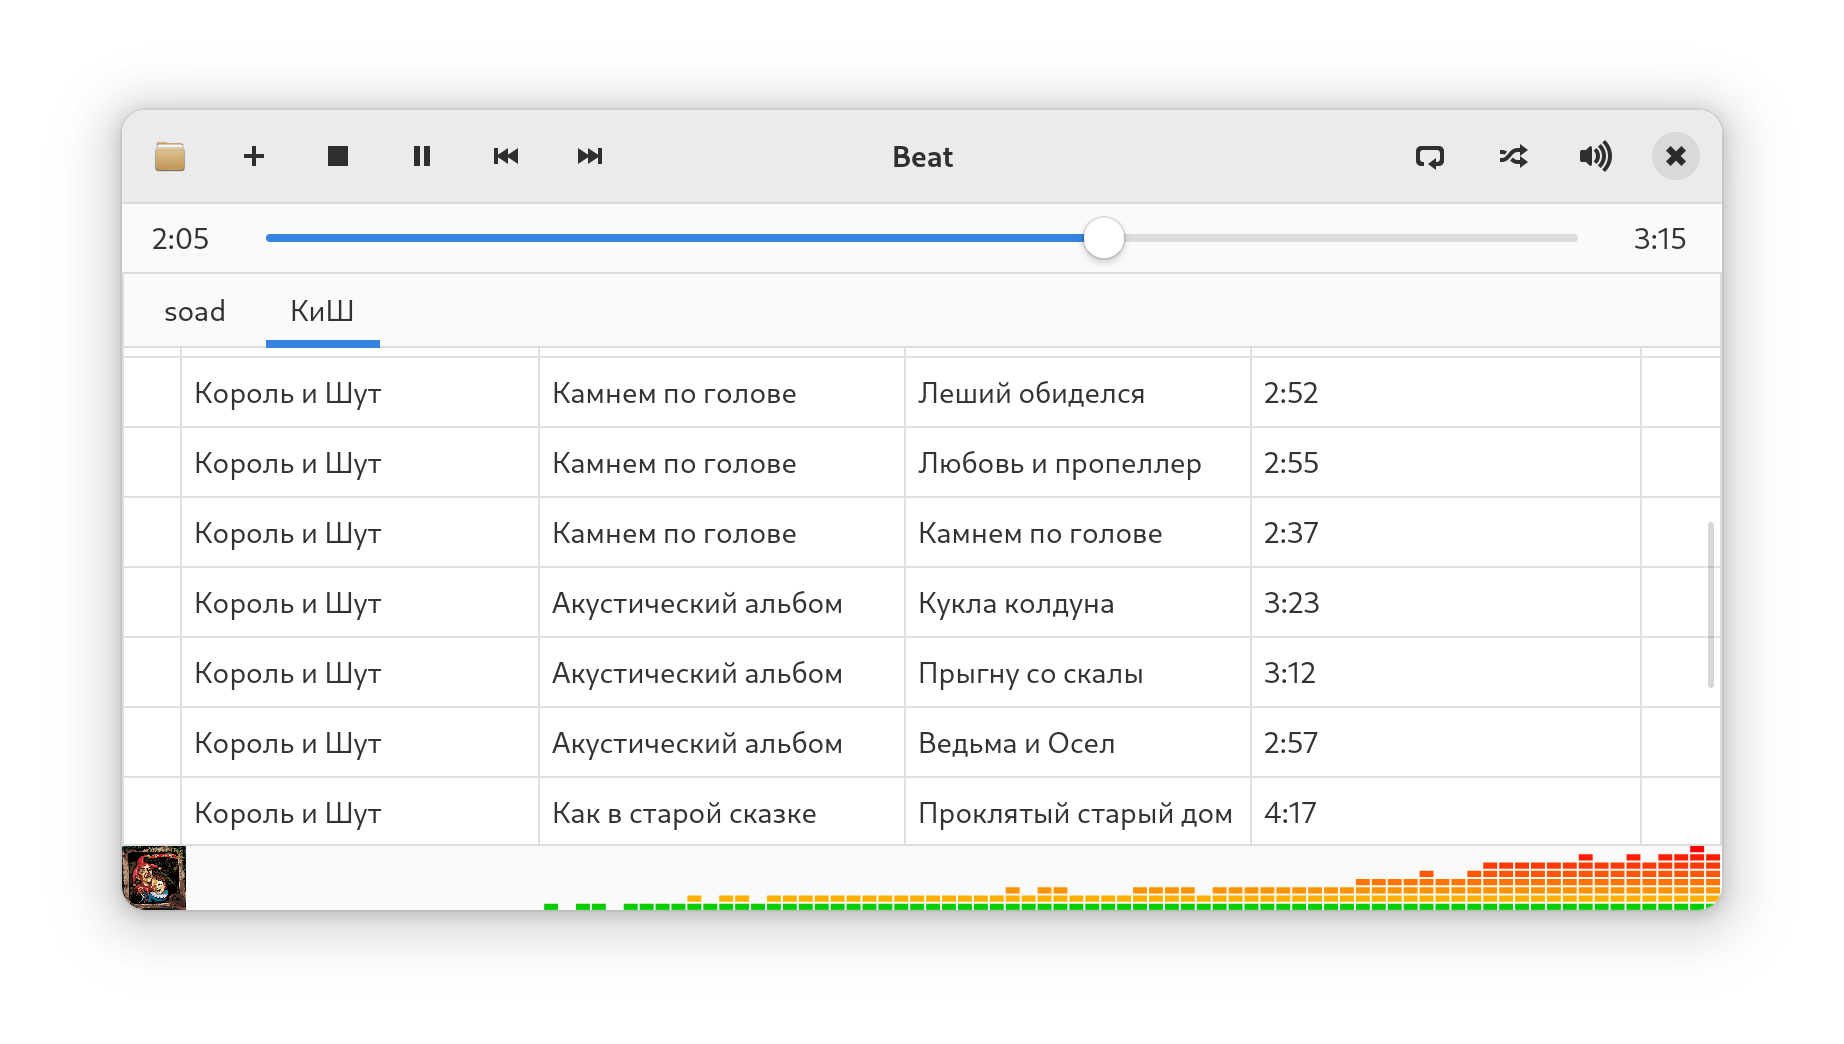 Beat
2:05 3:15
soad КиШ
Король и Шут Камнем по голове Леший обиделся 2:52
Король и Шут Камнем по голове Любовь и пропеллер 2:55
Король и Шут Камнем по голове Камнем по голове 2:37
Король и Шут Акустический альбом Кукла колдуна 3:23
Король и Шут Акустический альбом Прыгну со скалы 3:12
Король и Шут Акустический альбом Ведьма и Осел 2:57
Король и Шут Как в старой сказке Проклятый старый дом 4:17